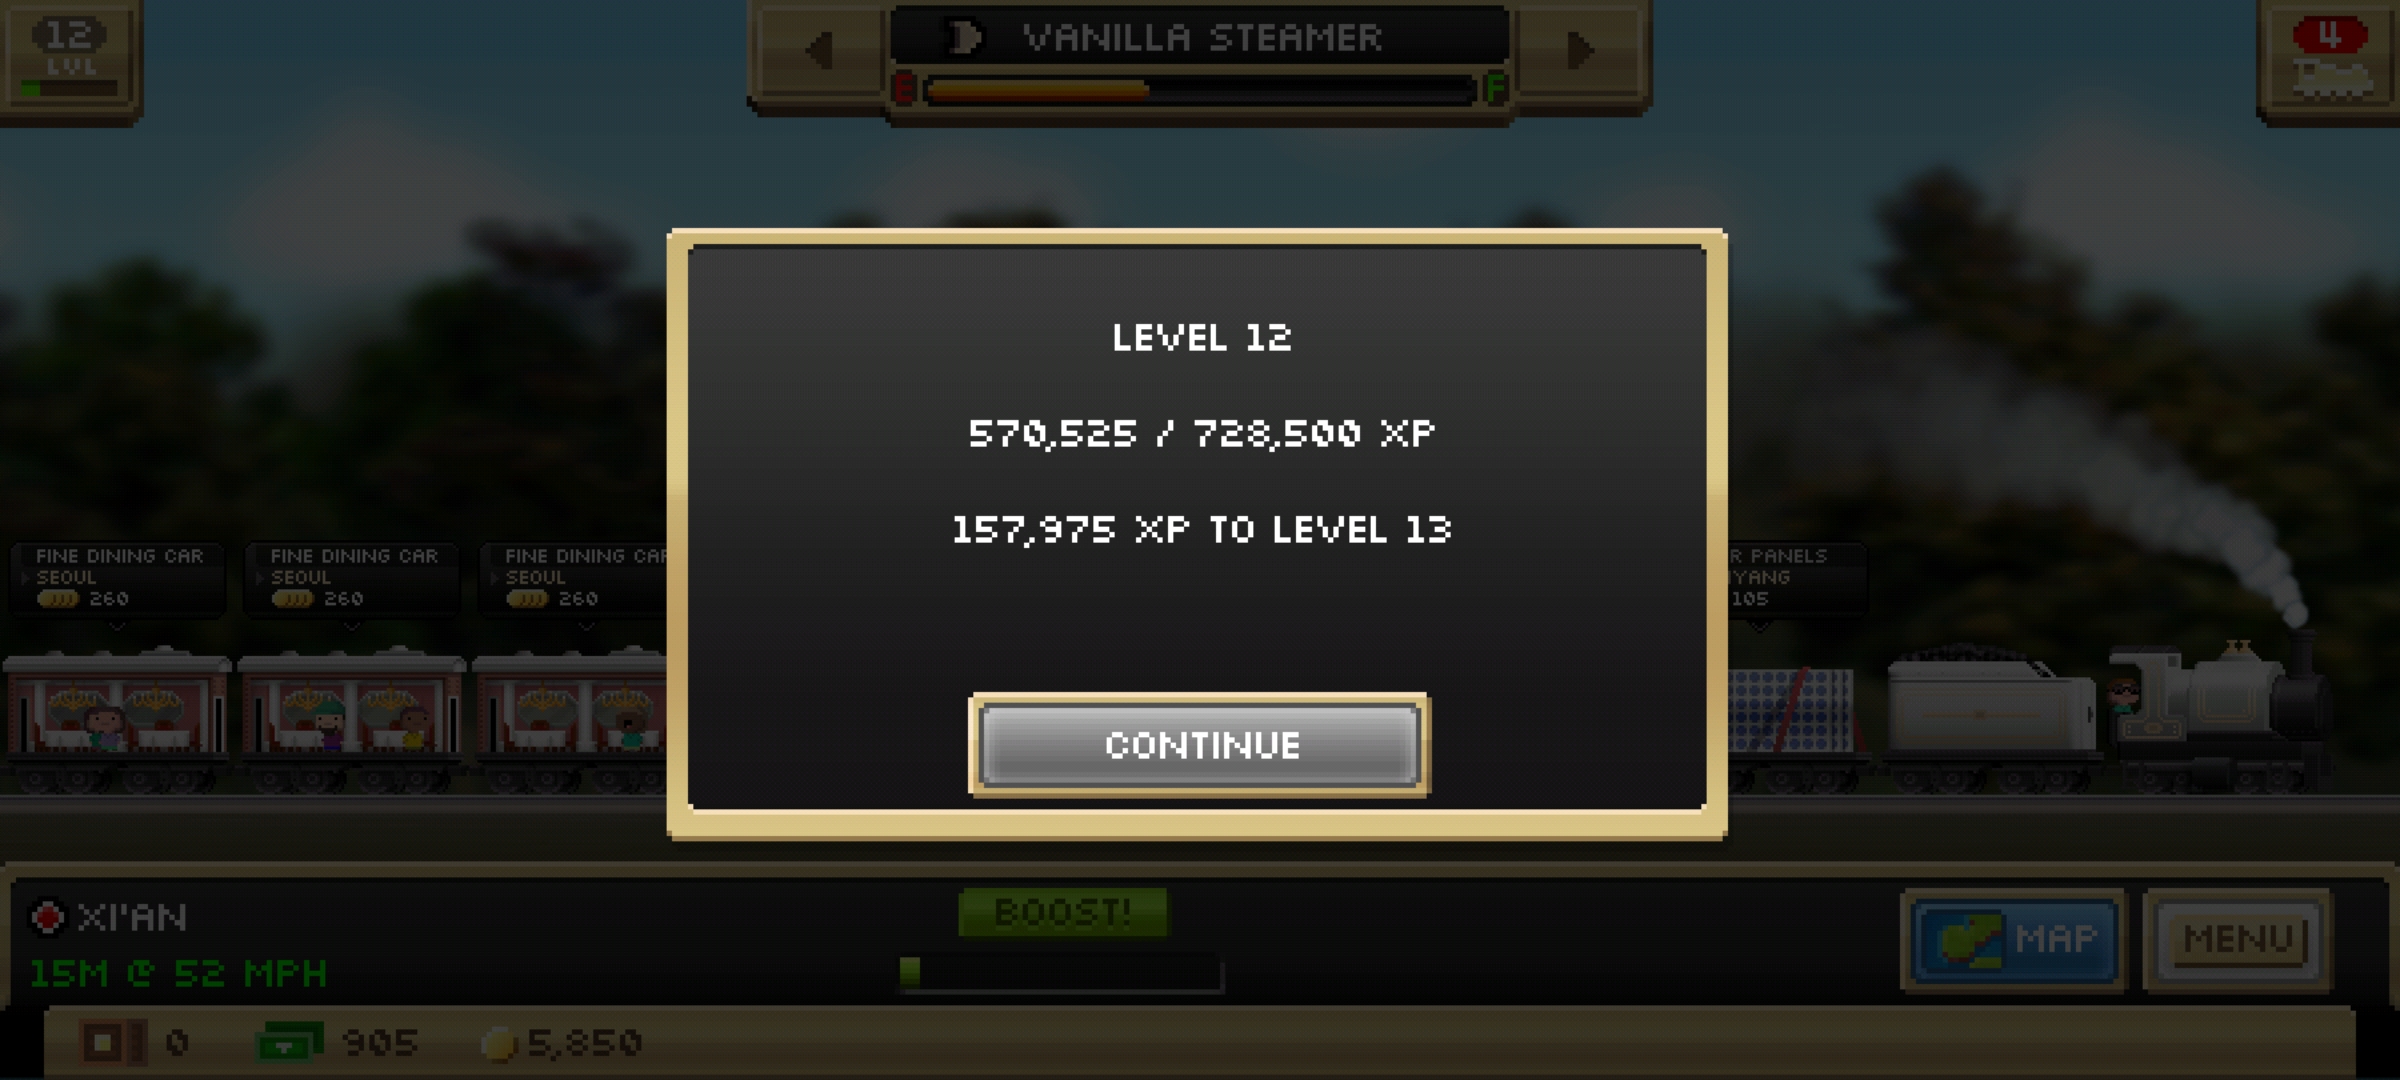 12
LVL
VANILLA STEAMER
E
F
4
LEVEL 12
570,525 / 728,500 XP
157,975 XP TO LEVEL 13
CONTINUE
FINE DINING CAR
SEOUL
260
FINE DINING CAR
SEOUL
260
FINE DINING CAR
SEOUL
260
R PANELS
YANG
105
XI'AN
15M @ 52 MPH
BOOST!
MAP
MENU
0
905
5,850